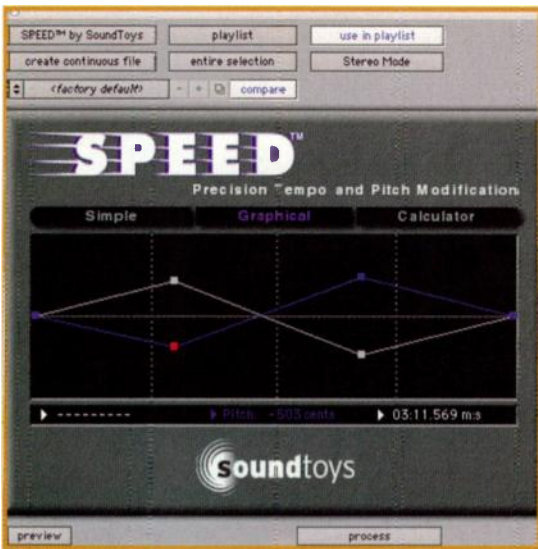 SPEED™ by SoundToys playlist use in playlist
create continuous file entire selection Stereo Mode
<factory default> - + compare
SPEED™
Precision Tempo and Pitch Modification
Simple Graphical Calculator
--------- Pitch: -503 cents 03:11.569 m:s
soundtoys
preview process